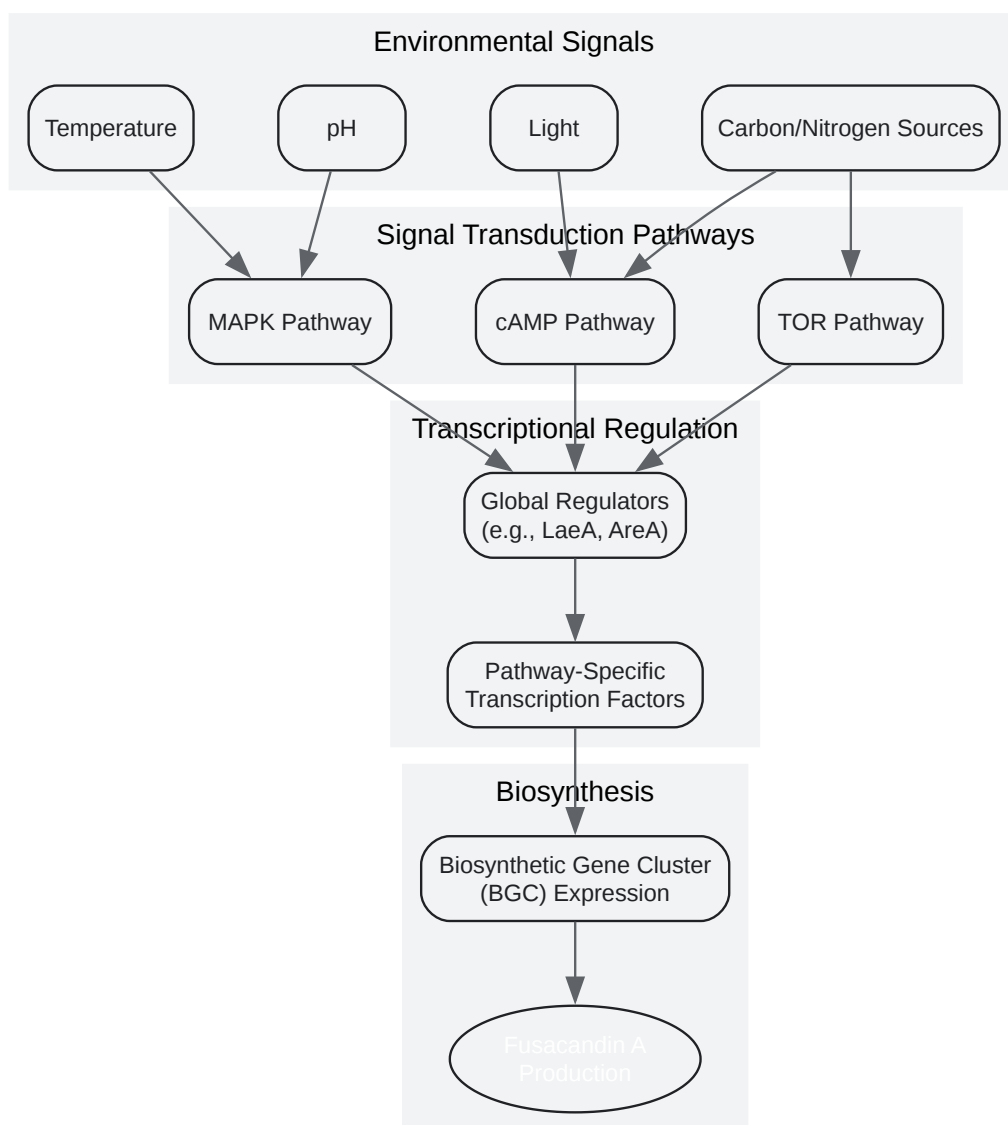 Environmental Signals
Temperature
pH
Light
Carbon/Nitrogen Sources
Signal Transduction Pathways
MAPK Pathway
cAMP Pathway
TOR Pathway
Transcriptional Regulation
Global Regulators
(e.g., LaeA, AreA)
Pathway-Specific
Transcription Factors
Biosynthesis
Biosynthetic Gene Cluster
(BGC) Expression
Fusacandin A
Production